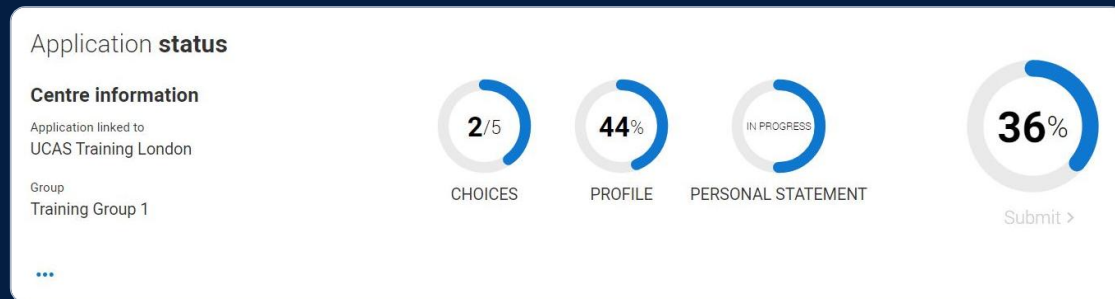 Application status
Centre information
Application linked to
UCAS Training London
Group
Training Group 1
2/5
CHOICES
44%
PROFILE
IN PROGRESS
PERSONAL STATEMENT
36%
Submit >